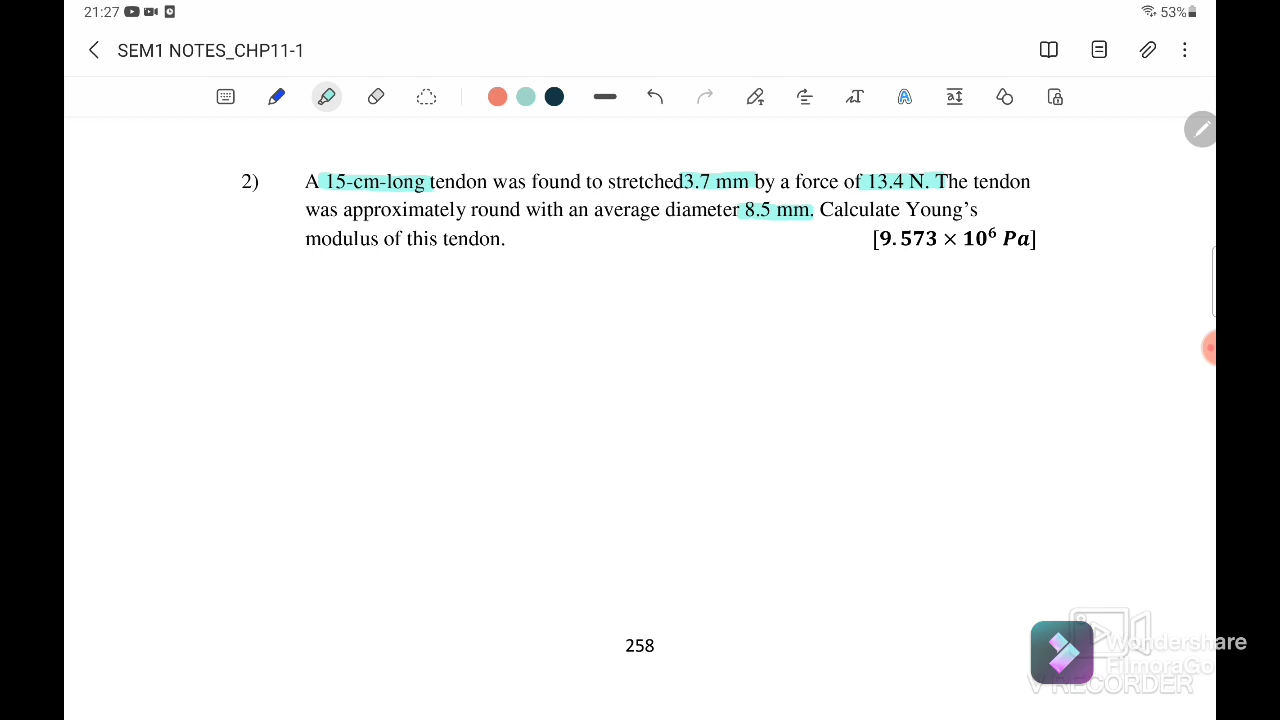 21:27
53%
SEM1 NOTES_CHP11-1
2) A 15-cm-long tendon was found to stretched3.7 mm by a force of 13.4 N. The tendon
was approximately round with an average diameter 8.5 mm. Calculate Young's
modulus of this tendon. [9.573 × 10⁶ Pa]
258
Wondershare
FilmoraGo
V RECORDER